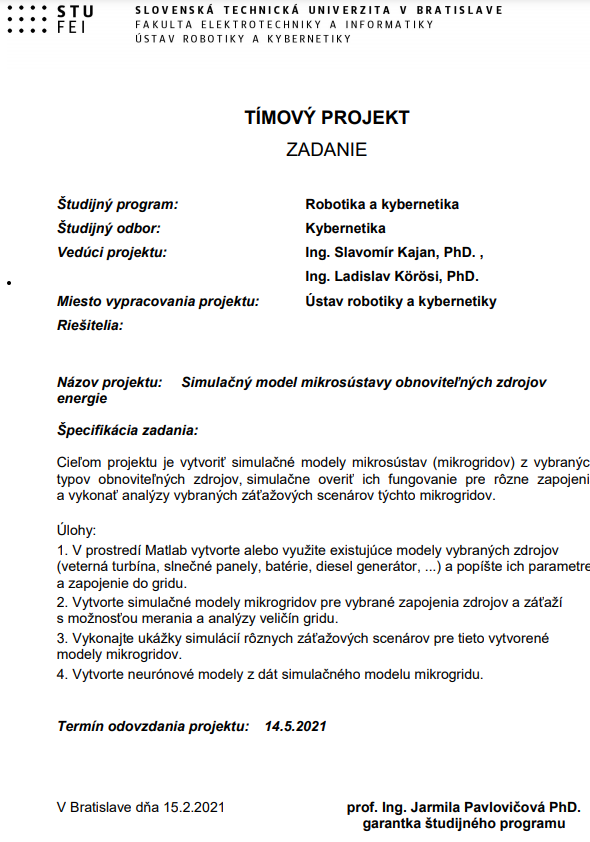 STU
FEI
SLOVENSKÁ TECHNICKÁ UNIVERZITA V BRATISLAVE
FAKULTA ELEKTROTECHNIKY A INFORMATIKY
ÚSTAV ROBOTIKY A KYBERNETIKY
TÍMOVÝ PROJEKT
ZADANIE
Študijný program: Robotika a kybernetika
Študijný odbor: Kybernetika
Vedúci projektu: Ing. Slavomír Kajan, PhD. ,
Ing. Ladislav Körösi, PhD.
Miesto vypracovania projektu: Ústav robotiky a kybernetiky
Riešitelia:
Názov projektu: Simulačný model mikrosústavy obnoviteľných zdrojov
energie
Špecifikácia zadania:
Cieľom projektu je vytvoriť simulačné modely mikrosústav (mikrogridov) z vybranýc
typov obnoviteľných zdrojov, simulačne overiť ich fungovanie pre rôzne zapojeni
a vykonať analýzy vybraných záťažových scenárov týchto mikrogridov.
Úlohy:
1. V prostredí Matlab vytvorte alebo využite existujúce modely vybraných zdrojov
(veterná turbína, slnečné panely, batérie, diesel generátor, ...) a popíšte ich parametre
a zapojenie do gridu.
2. Vytvorte simulačné modely mikrogridov pre vybrané zapojenia zdrojov a záťaží
s možnosťou merania a analýzy veličín gridu.
3. Vykonajte ukážky simulácií rôznych záťažových scenárov pre tieto vytvorené
modely mikrogridov.
4. Vytvorte neurónové modely z dát simulačného modelu mikrogridu.
Termín odovzdania projektu: 14.5.2021
V Bratislave dňa 15.2.2021
prof. Ing. Jarmila Pavlovičová PhD.
garantka študijného programu